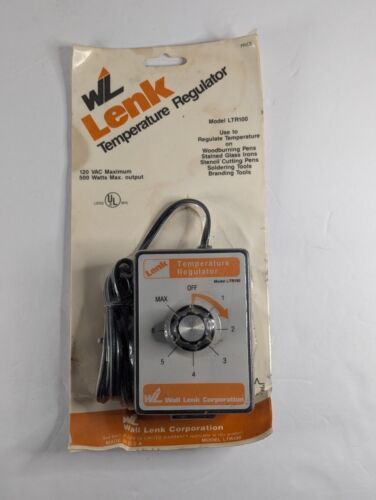 WL
Lenk
Temperature Regulator
PRICE
Model LTR100
Use to
Regulate Temperature
on
Woodburning Pens
Stained Glass Irons
Stencil Cutting Pens
Soldering Tools
Branding Tools
120 VAC Maximum
500 Watts Max. output
LISTED UL
Lenk
Temperature
Regulator
Model LTR100
OFF
MAX
1
2
3
4
5
WL Wall Lenk Corporation
Wall Lenk Corporation
MADE IN U.S.A.
MODEL LTR100